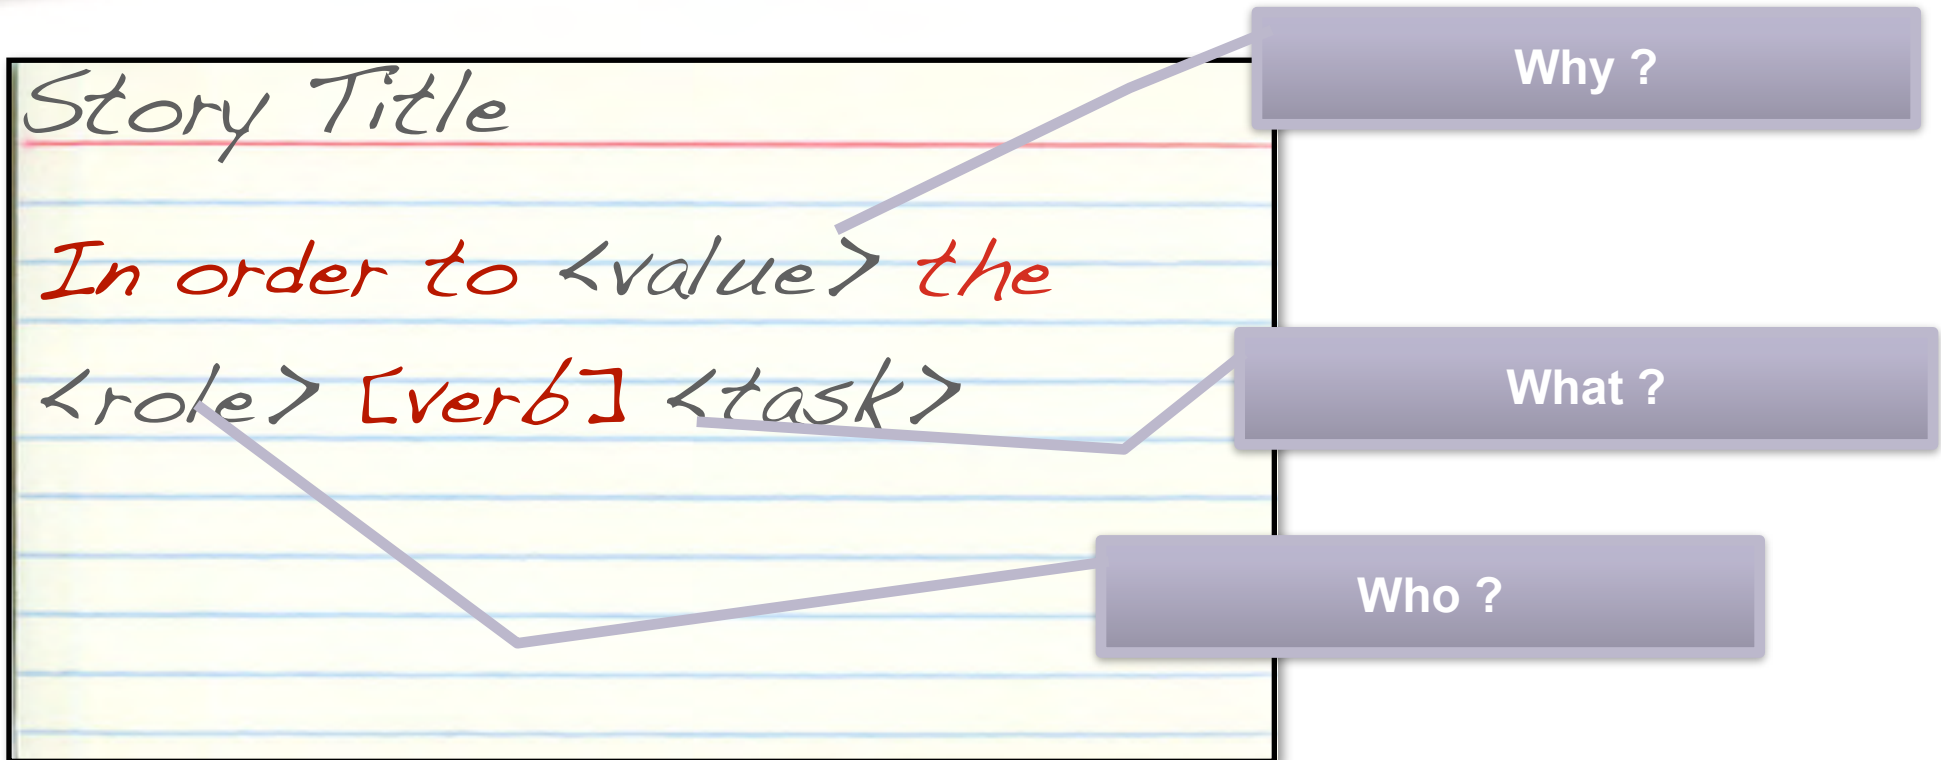 Story Title
Why ?
In order to <value> the
<role> [verb] <task>
What ?
Who ?